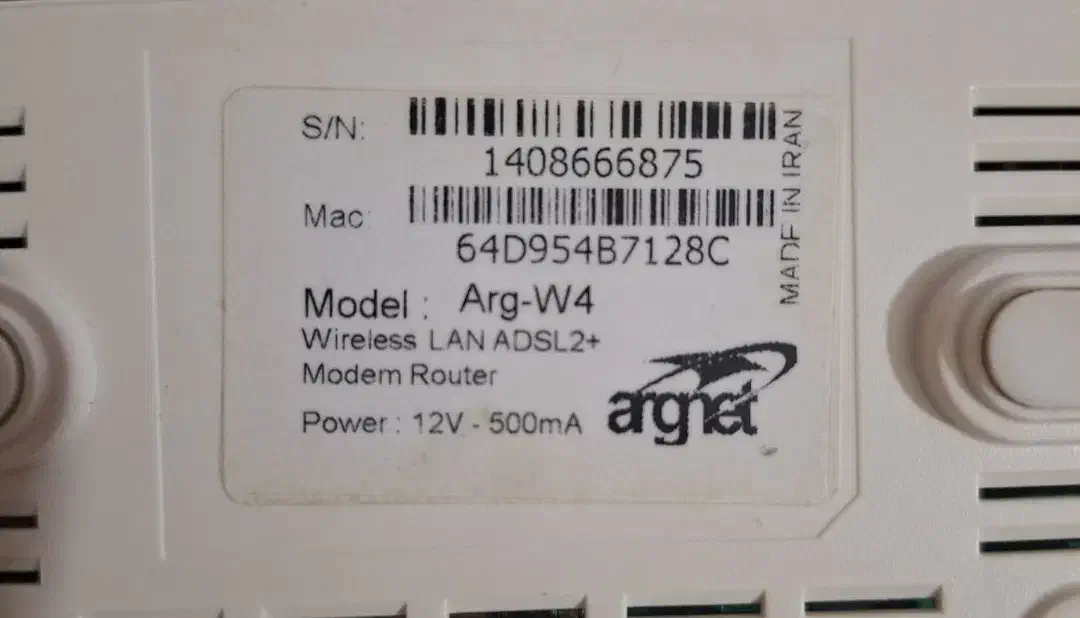 S/N:
1408666875
Mac:
64D954B7128C
Model : Arg-W4
Wireless LAN ADSL2+
Modem Router
Power : 12V - 500mA
argnet
MADE IN IRAN